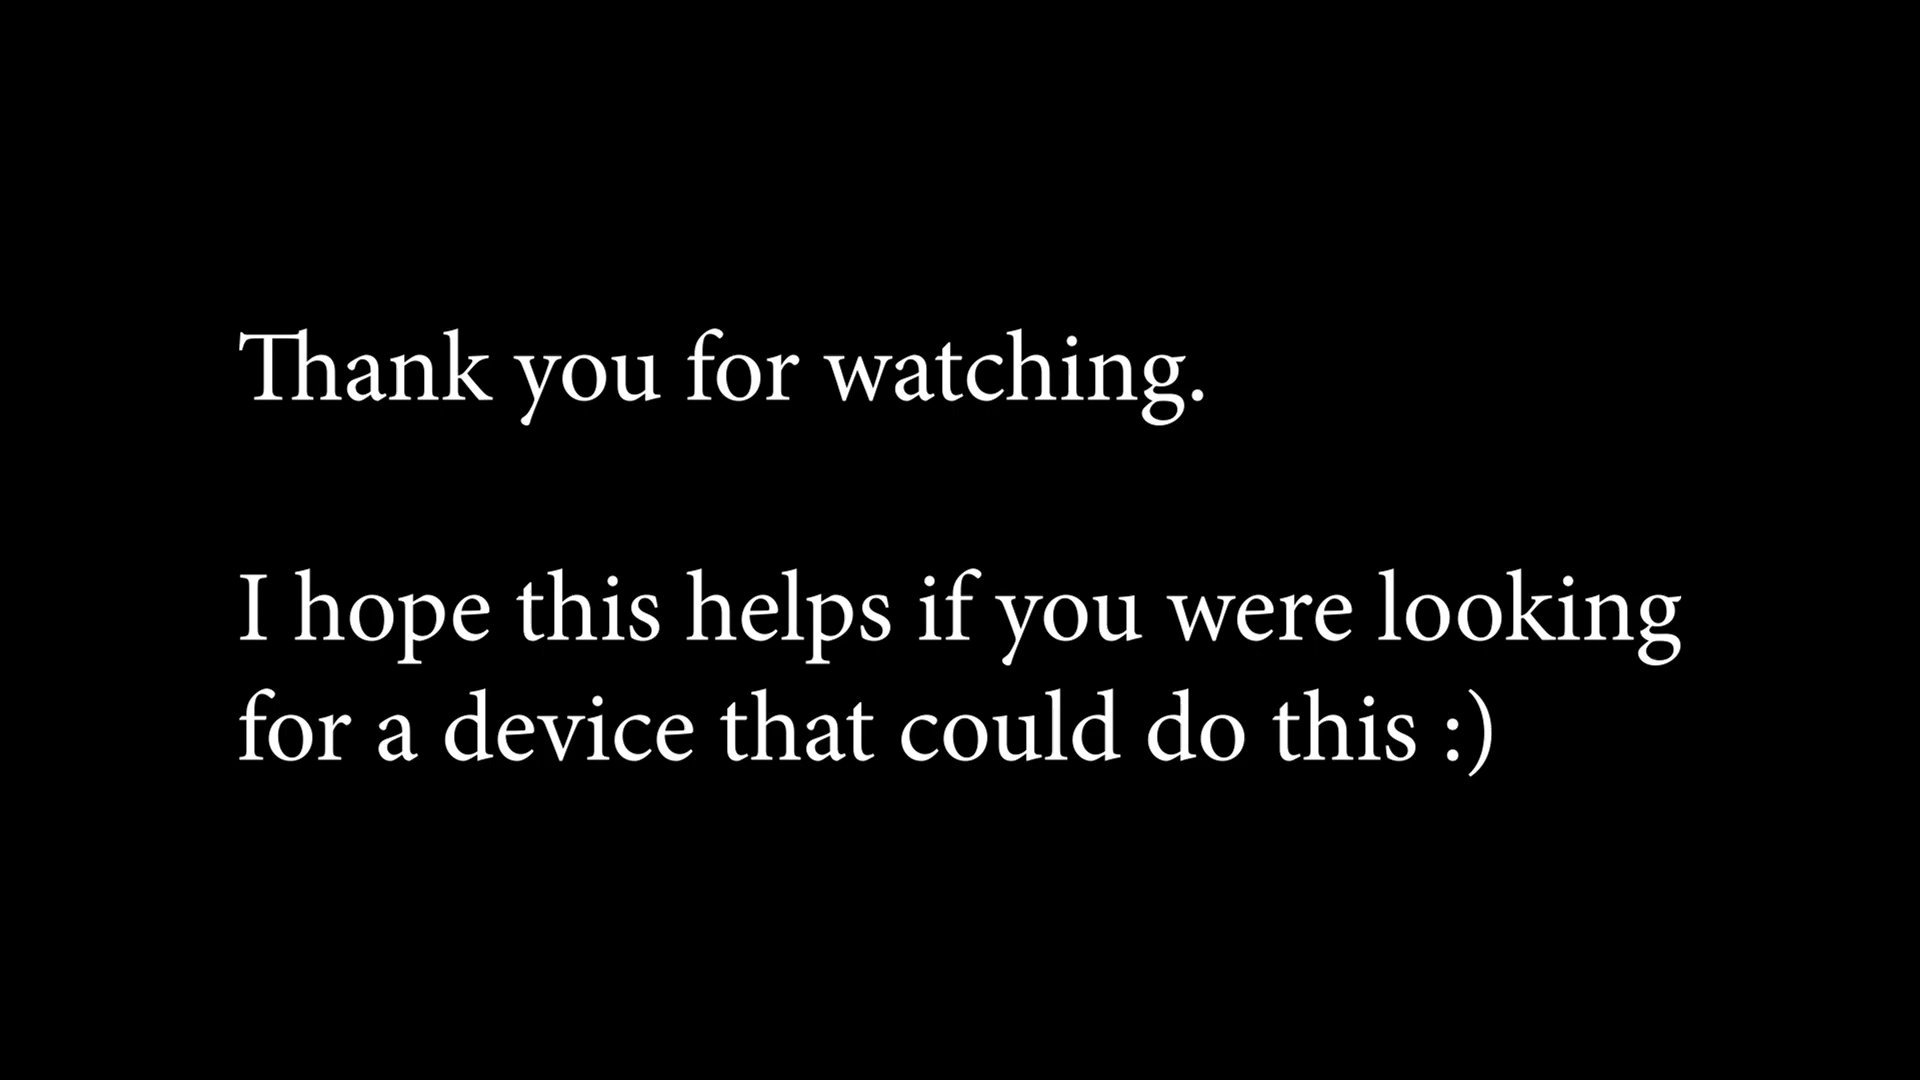 Thank you for watching.
I hope this helps if you were looking
for a device that could do this :)